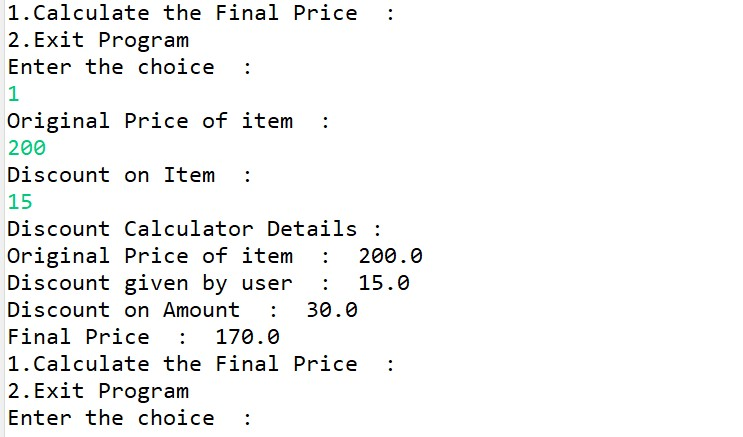 1.Calculate the Final Price  :
2.Exit Program
Enter the choice  :
1
Original Price of item  :
200
Discount on Item  :
15
Discount Calculator Details :
Original Price of item  :  200.0
Discount given by user  :  15.0
Discount on Amount  :  30.0
Final Price  :  170.0
1.Calculate the Final Price  :
2.Exit Program
Enter the choice  :